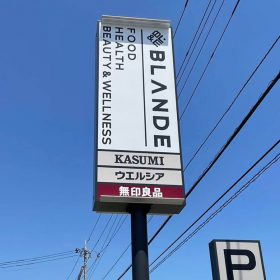 BLANDE
FOOD
HEALTH
BEAUTY & WELLNESS
KASUMI
ウエルシア
無印良品
P